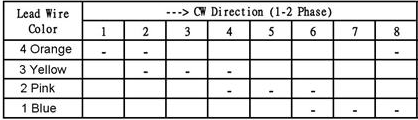 Lead Wire Color ---> CW Direction (1-2 Phase)
1 2 3 4 5 6 7 8
4 Orange - - -
3 Yellow - - -
2 Pink - - -
1 Blue - - -